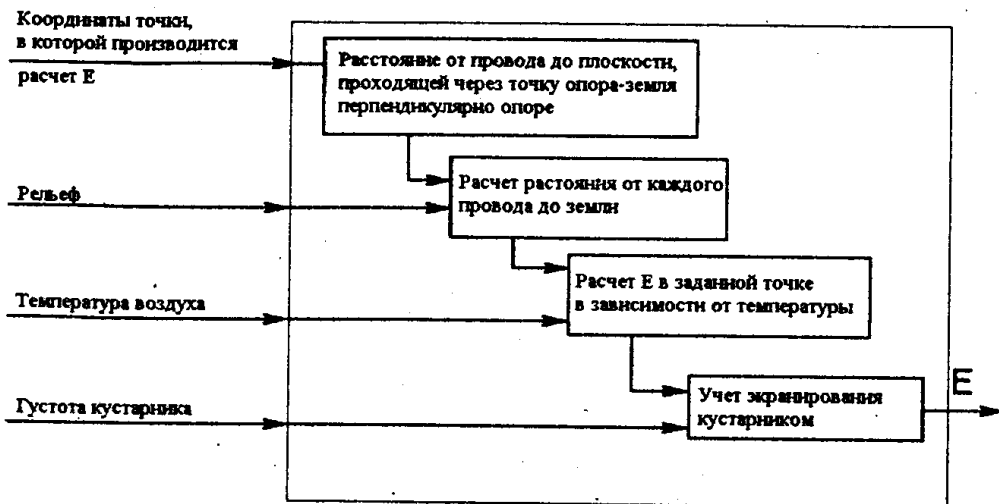 Координаты точки,
в которой производится
расчет Е
Расстояние от провода до плоскости,
проходящей через точку опора-земля
перпендикулярно опоре
Рельеф
Расчет растояния от каждого
провода до земли
Температура воздуха
Расчет Е в заданной точке
в зависимости от температуры
Густота кустарника
Учет экранирования
кустарником
Е